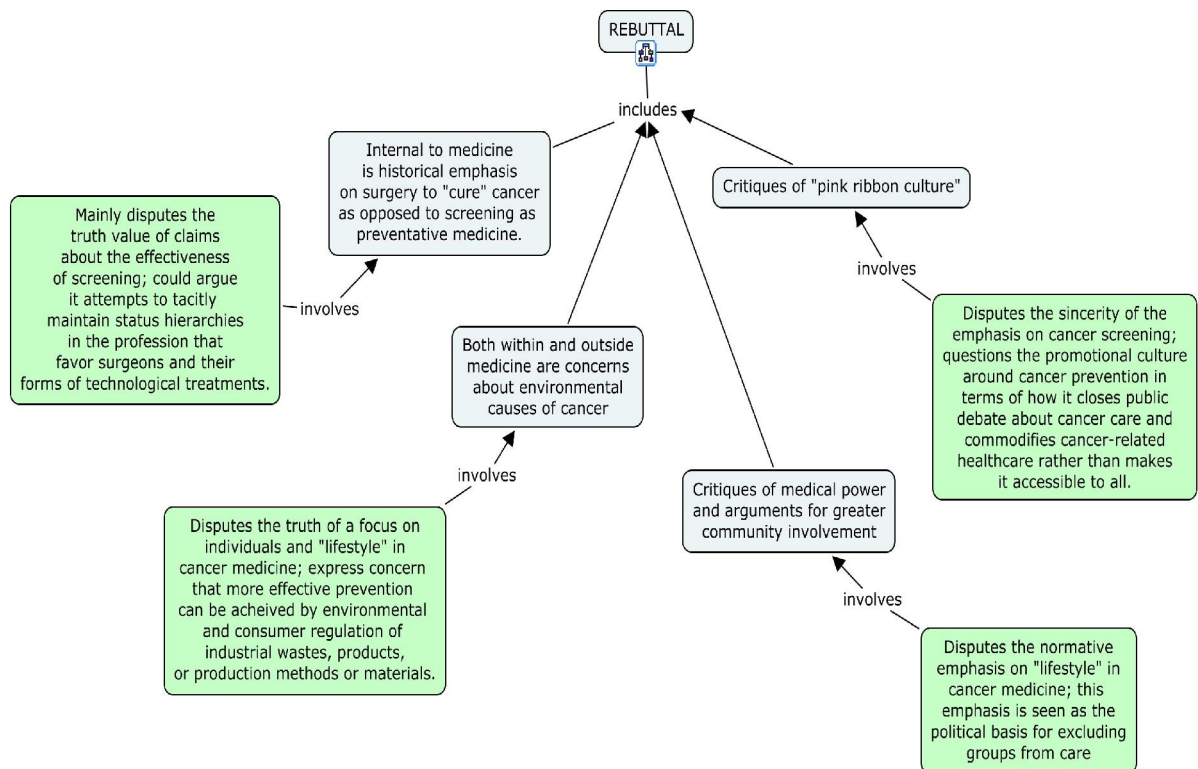 REBUTTAL
includes
Internal to medicine
is historical emphasis
on surgery to "cure" cancer
as opposed to screening as
preventative medicine.
Critiques of "pink ribbon culture"
Mainly disputes the
truth value of claims
about the effectiveness
of screening; could argue
it attempts to tacitly
maintain status hierarchies
in the profession that
favor surgeons and their
forms of technological treatments.
involves
involves
Both within and outside
medicine are concerns
about environmental
causes of cancer
Disputes the sincerity of the
emphasis on cancer screening;
questions the promotional culture
around cancer prevention in
terms of how it closes public
debate about cancer care and
commodifies cancer-related
healthcare rather than makes
it accessible to all.
involves
Critiques of medical power
and arguments for greater
community involvement
Disputes the truth of a focus on
individuals and "lifestyle" in
cancer medicine; express concern
that more effective prevention
can be acheived by environmental
and consumer regulation of
industrial wastes, products,
or production methods or materials.
involves
Disputes the normative
emphasis on "lifestyle" in
cancer medicine; this
emphasis is seen as the
political basis for excluding
groups from care